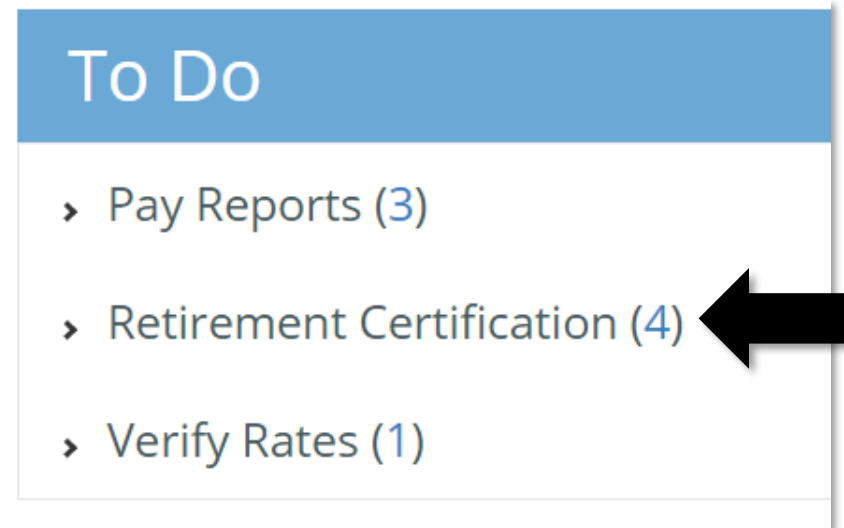 To Do
Pay Reports (3)
Retirement Certification (4)
Verify Rates (1)